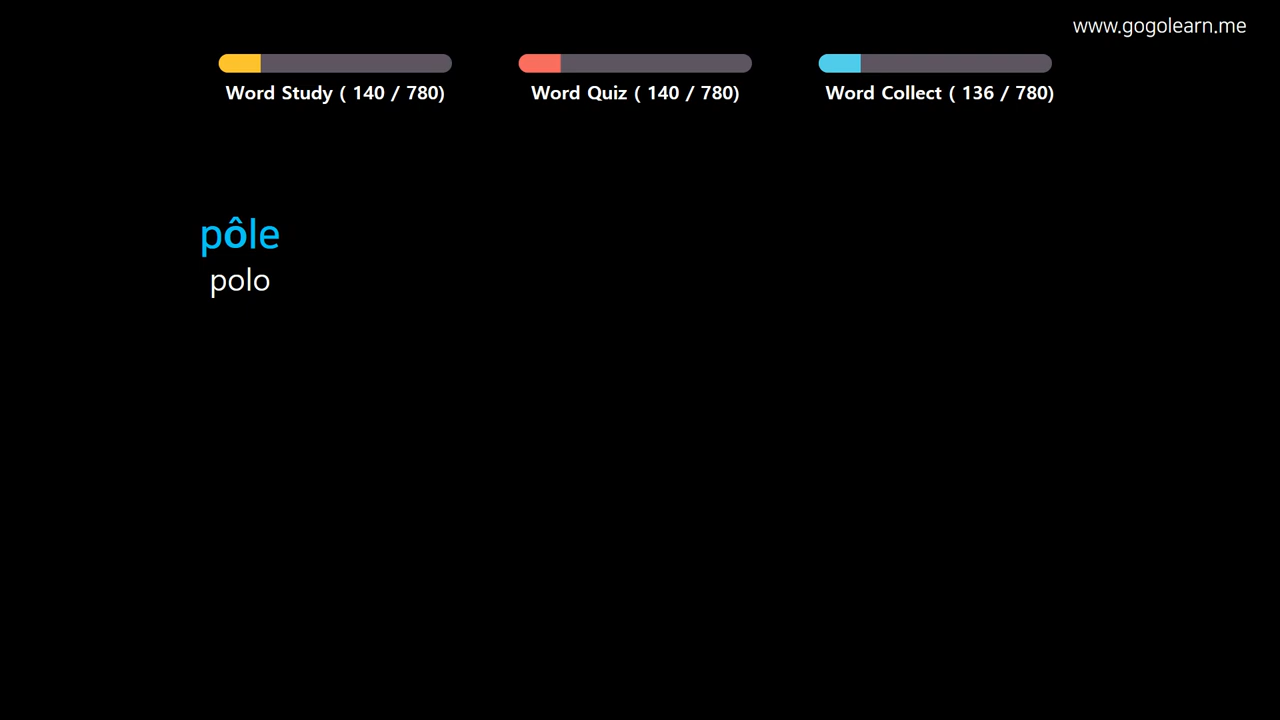 www.gogolearn.me
Word Study ( 140 / 780)
Word Quiz ( 140 / 780)
Word Collect ( 136 / 780)
pôle
polo